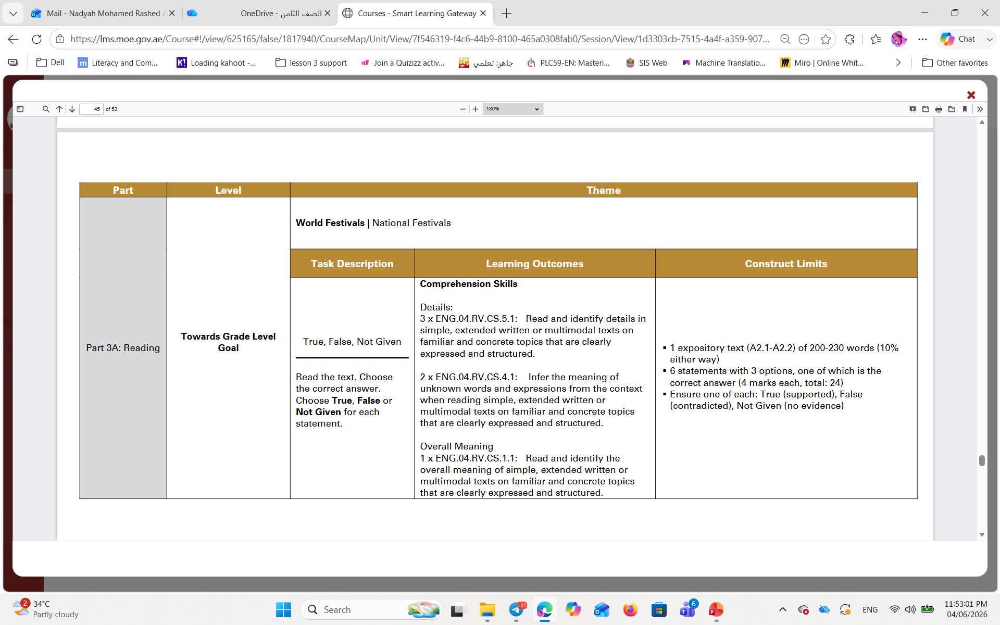 Mail - Nadyah Mohamed Rashed
OneDrive - الصف الثامن
Courses - Smart Learning Gateway
https://lms.moe.gov.ae/Course#!/view/625165/false/1817940/CourseMap/Unit/View/7f546319-f4c6-44b9-8100-465a0308fab0/Session/View/1d3303cb-7515-4a4f-a359-907...
Chat
Dell
Literacy and Com...
Loading kahoot -...
lesson 3 support
Join a Quizizz activ...
جاهز: تعلمي
PLC59-EN: Masteri...
SIS Web
Machine Translatio...
Miro | Online Whit...
Other favorites
45 of 53
180%
Part
Level
Theme
World Festivals | National Festivals
Task Description
Learning Outcomes
Construct Limits
Part 3A: Reading
Towards Grade Level
Goal
True, False, Not Given
Read the text. Choose
the correct answer.
Choose True, False or
Not Given for each
statement.
Comprehension Skills
Details:
3 x ENG.04.RV.CS.5.1: Read and identify details in
simple, extended written or multimodal texts on
familiar and concrete topics that are clearly
expressed and structured.
2 x ENG.04.RV.CS.4.1: Infer the meaning of
unknown words and expressions from the context
when reading simple, extended written or
multimodal texts on familiar and concrete topics
that are clearly expressed and structured.
Overall Meaning
1 x ENG.04.RV.CS.1.1: Read and identify the
overall meaning of simple, extended written or
multimodal texts on familiar and concrete topics
that are clearly expressed and structured.
▪ 1 expository text (A2.1-A2.2) of 200-230 words (10%
either way)
▪ 6 statements with 3 options, one of which is the
correct answer (4 marks each, total: 24)
▪ Ensure one of each: True (supported), False
(contradicted), Not Given (no evidence)
2
34°C
Partly cloudy
Search
..01
6
ENG
11:53:01 PM
04/06/2026